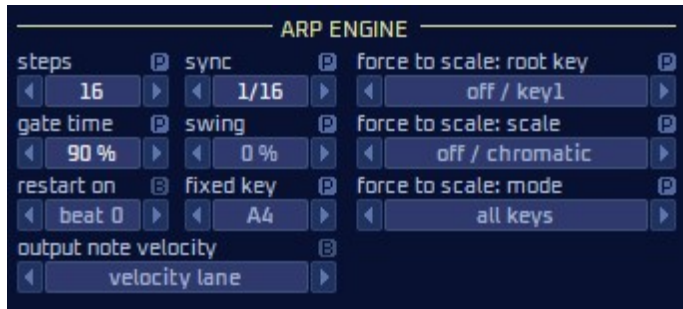 ARP ENGINE
steps P sync P force to scale: root key P
16 1/16 off / key1
gate time P swing P force to scale: scale P
90 % 0 % off / chromatic
restart on B fixed key P force to scale: mode P
beat 0 A4 all keys
output note velocity B
velocity lane